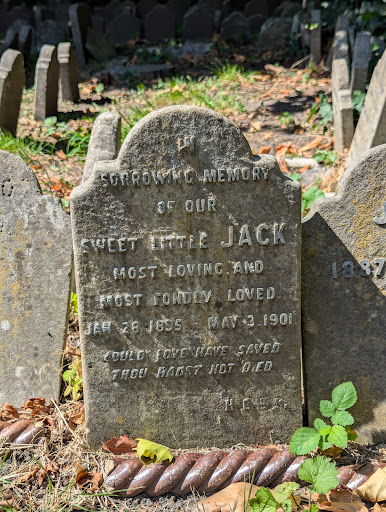 IN
SORROWING MEMORY
OF OUR
SWEET LITTLE JACK
MOST LOVING AND
MOST FONDLY LOVED
JAN 28 1895 MAY 3. 1901
COULD LOVE HAVE SAVED
THOU HADST NOT DIED
1887